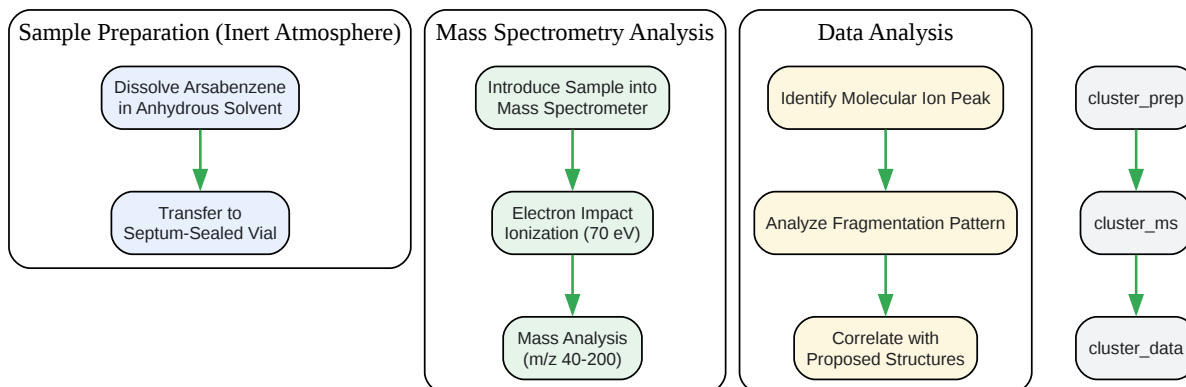 Sample Preparation (Inert Atmosphere)
Dissolve Arsabenzene
in Anhydrous Solvent
Transfer to
Septum-Sealed Vial
Mass Spectrometry Analysis
Introduce Sample into
Mass Spectrometer
Electron Impact
Ionization (70 eV)
Mass Analysis
(m/z 40-200)
Data Analysis
Identify Molecular Ion Peak
Analyze Fragmentation Pattern
Correlate with
Proposed Structures
cluster_prep
cluster_ms
cluster_data